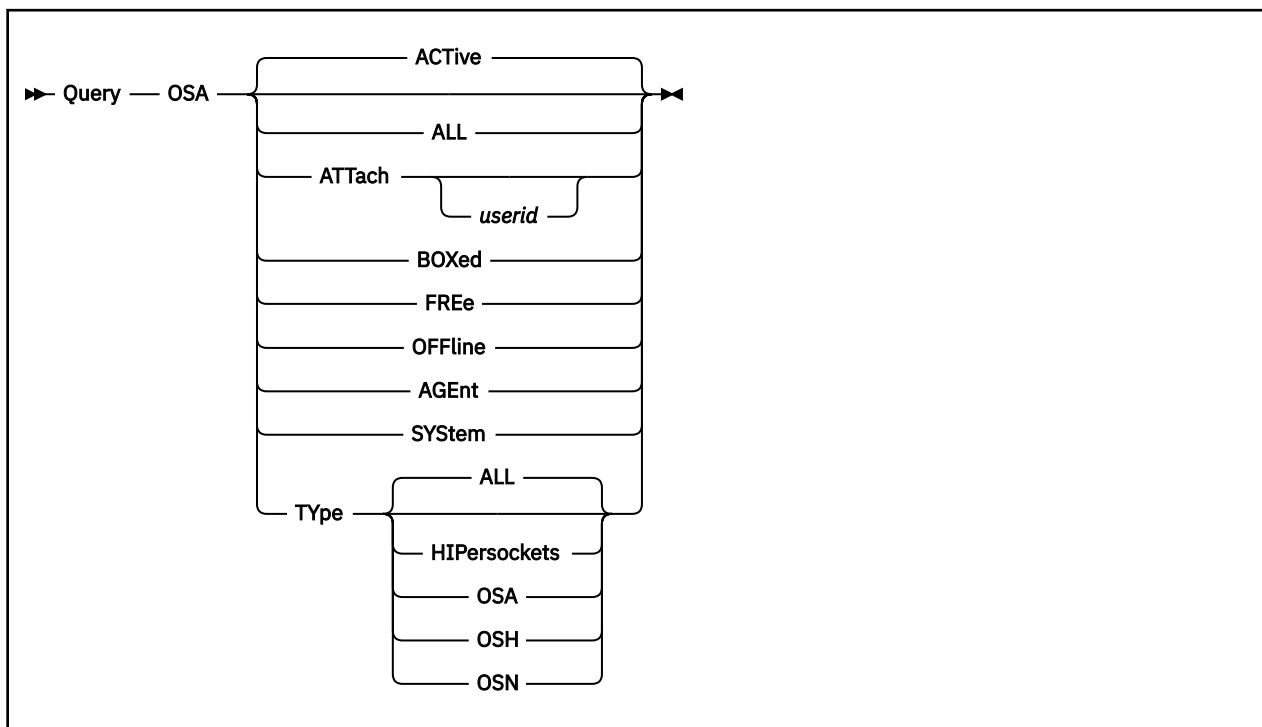 ACTive
Query OSA
ALL
ATTach
userid
BOXed
FREe
OFFline
AGEnt
SYStem
ALL
TYpe
HIPersockets
OSA
OSH
OSN